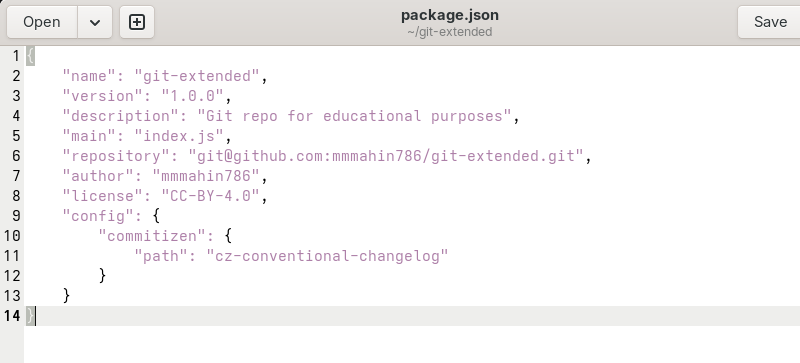 Open
package.json
~/git-extended
Save
1 {
2 "name": "git-extended",
3 "version": "1.0.0",
4 "description": "Git repo for educational purposes",
5 "main": "index.js",
6 "repository": "git@github.com:mmmahin786/git-extended.git",
7 "author": "mmmahin786",
8 "license": "CC-BY-4.0",
9 "config": {
10 "commitizen": {
11 "path": "cz-conventional-changelog"
12 }
13 }
14 }